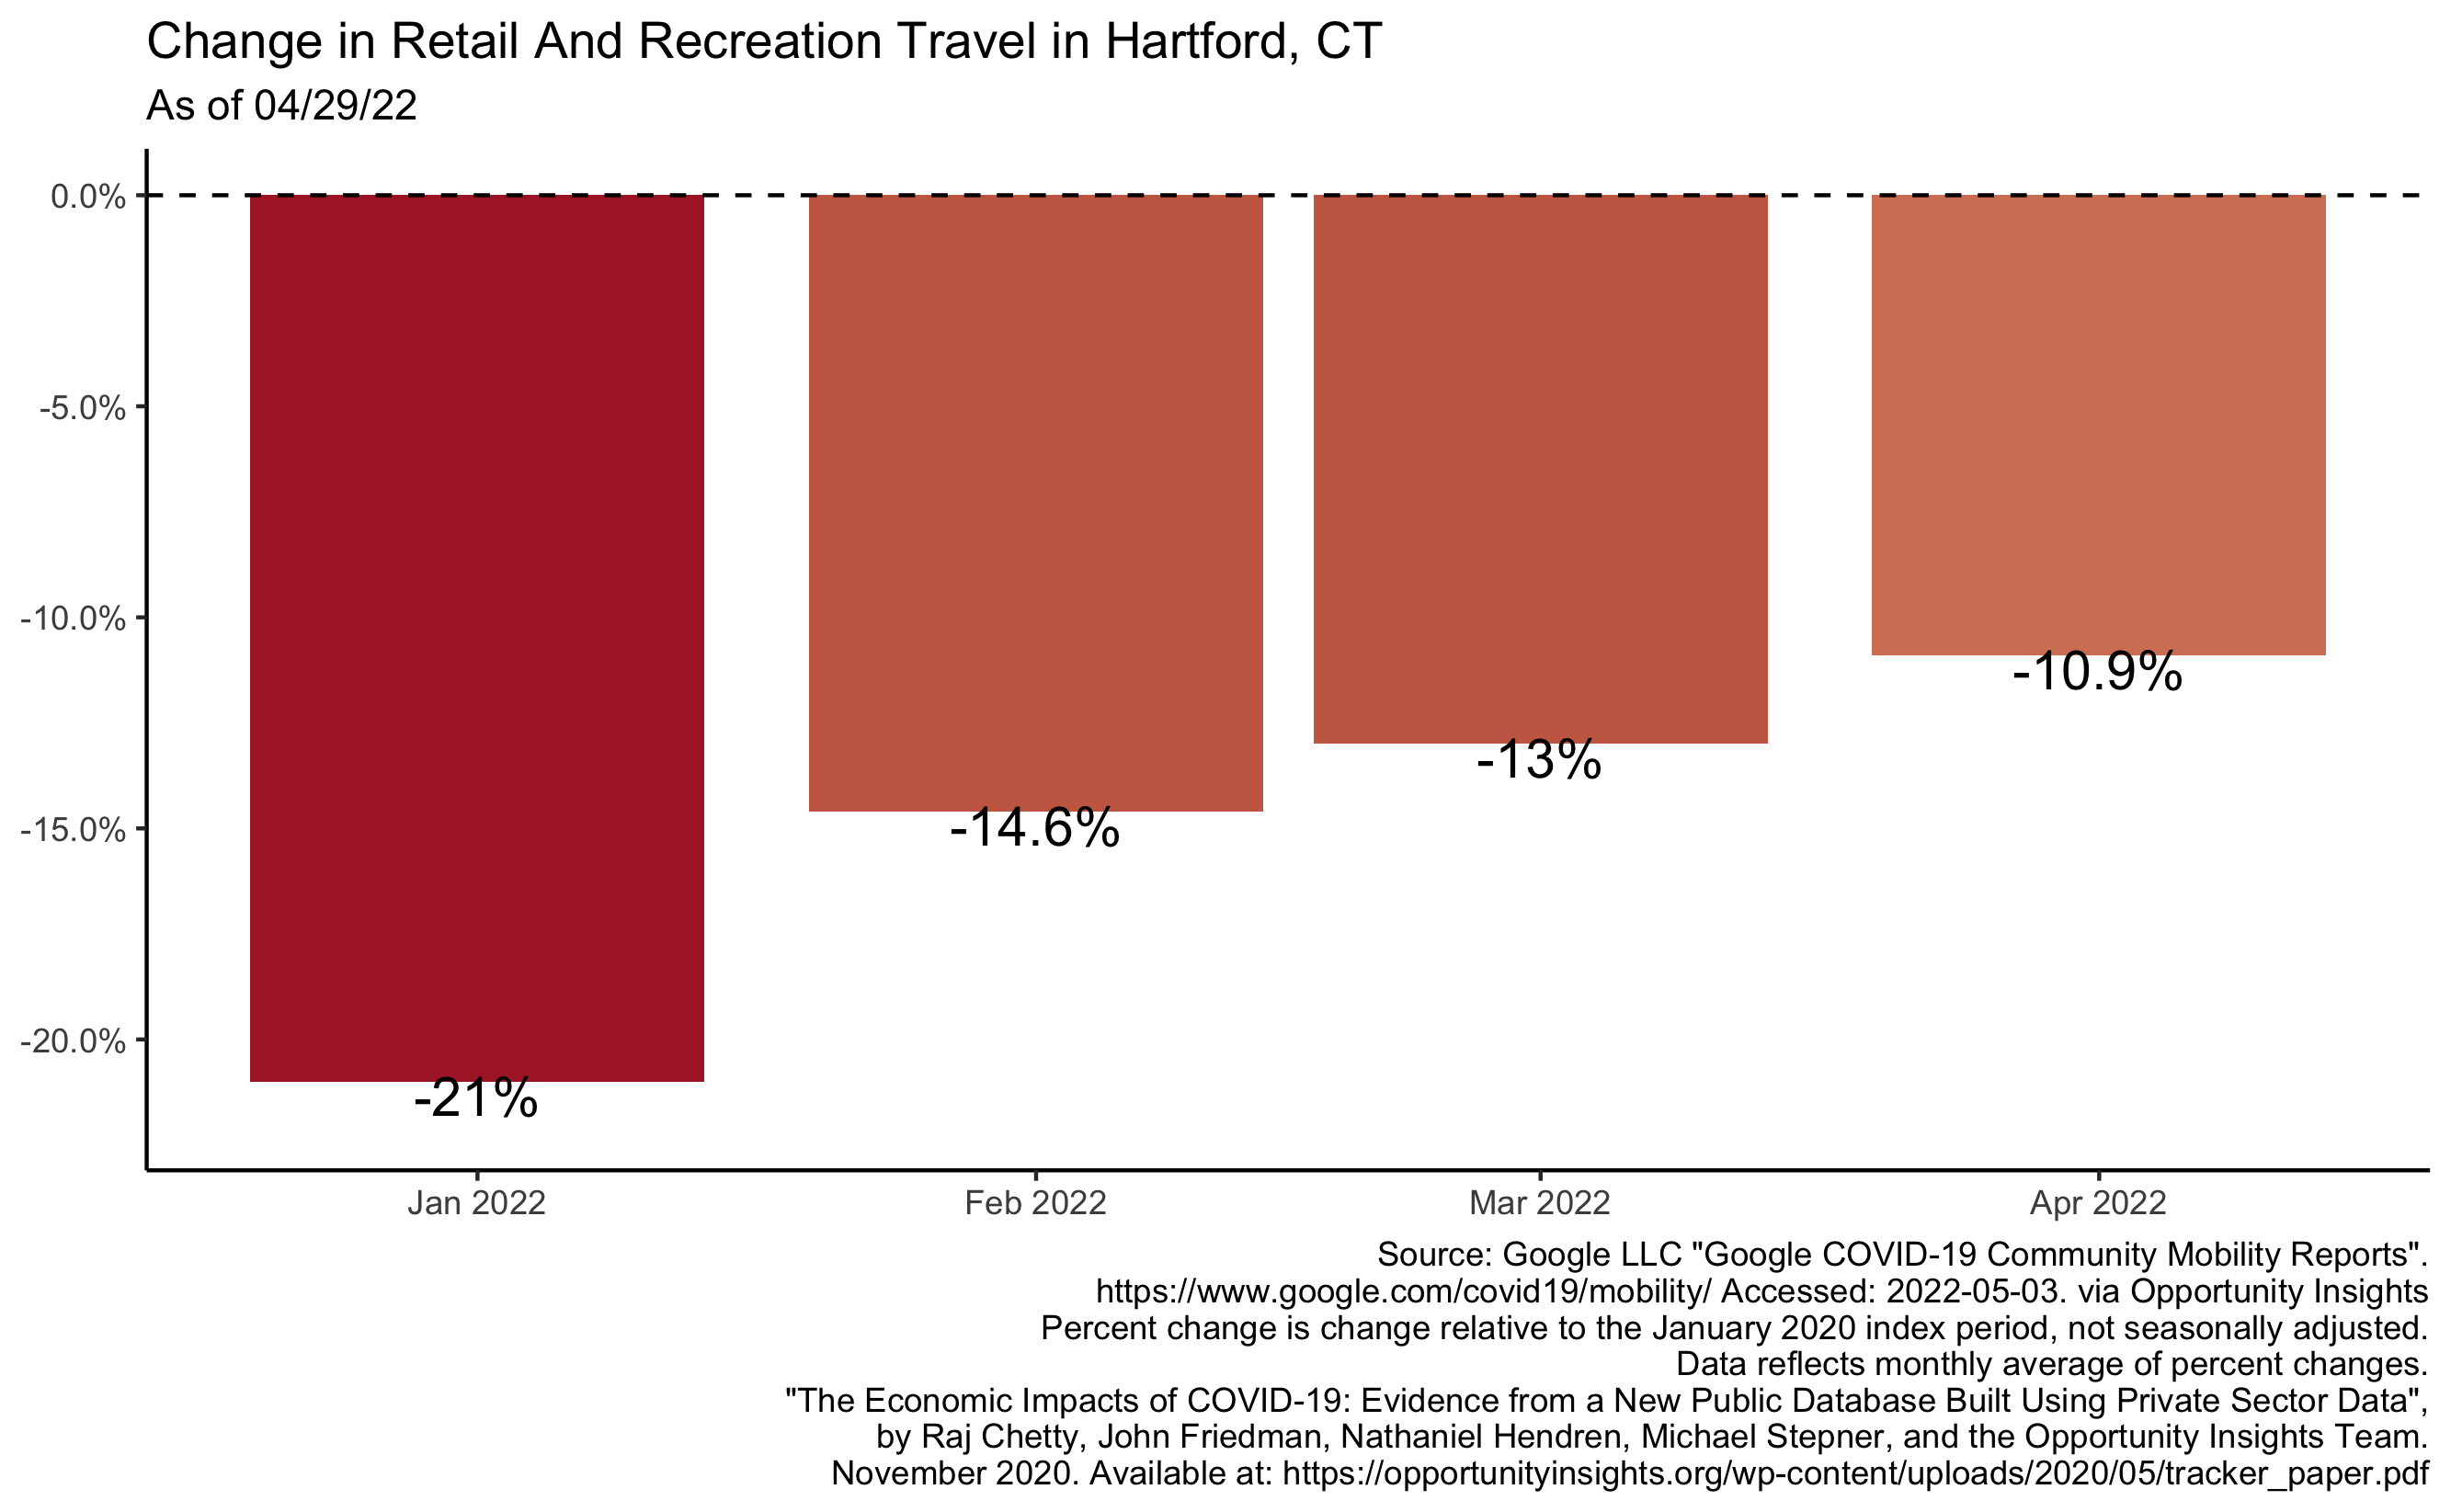 Change in Retail And Recreation Travel in Hartford, CT
As of 04/29/22
0.0%
-5.0%
-10.0%
-15.0%
-20.0%
-21%
-14.6%
-13%
-10.9%
Jan 2022
Feb 2022
Mar 2022
Apr 2022
Source: Google LLC "Google COVID-19 Community Mobility Reports".
https://www.google.com/covid19/mobility/ Accessed: 2022-05-03. via Opportunity Insights
Percent change is change relative to the January 2020 index period, not seasonally adjusted.
Data reflects monthly average of percent changes.
"The Economic Impacts of COVID-19: Evidence from a New Public Database Built Using Private Sector Data",
by Raj Chetty, John Friedman, Nathaniel Hendren, Michael Stepner, and the Opportunity Insights Team.
November 2020. Available at: https://opportunityinsights.org/wp-content/uploads/2020/05/tracker_paper.pdf